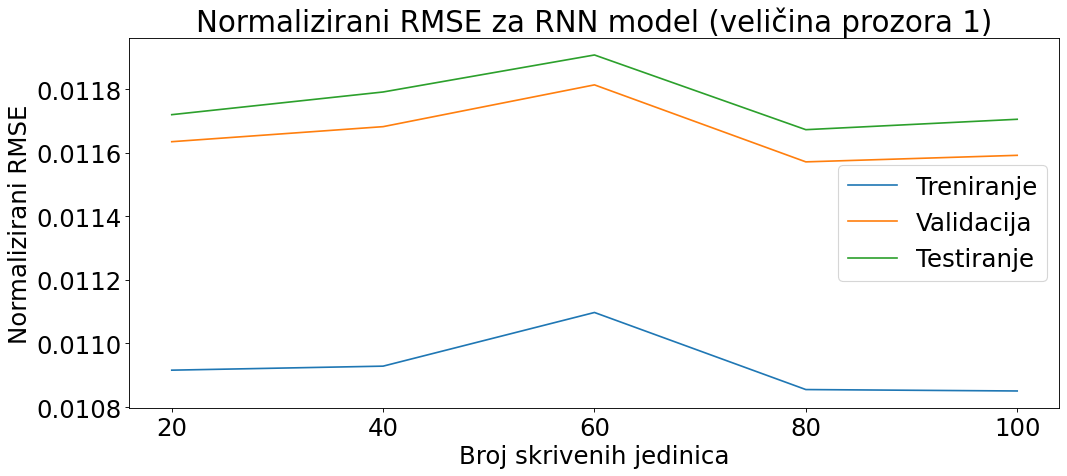 Normalizirani RMSE za RNN model (veličina prozora 1)
Normalizirani RMSE
0.0118
0.0116
0.0114
0.0112
0.0110
0.0108
Treniranje
Validacija
Testiranje
20 40 60 80 100
Broj skrivenih jedinica